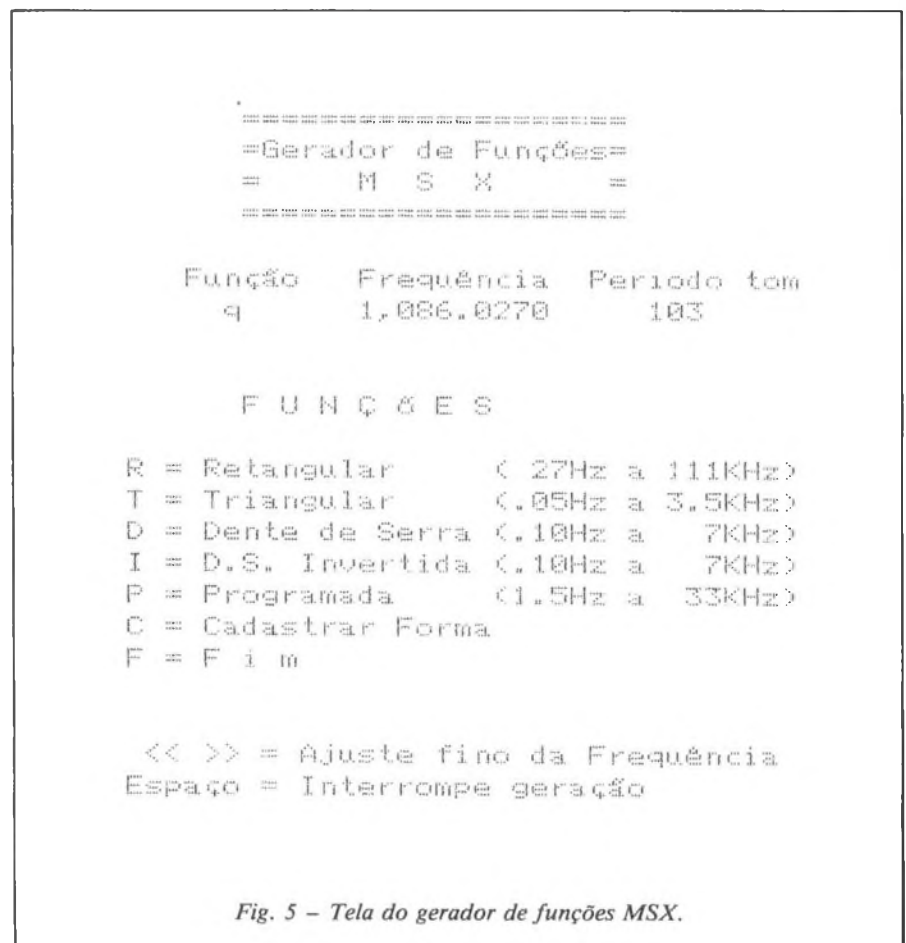 =====================
=Gerador de Funções=
= M S X =
=====================
Função Frequência Periodo tom
q 1,086.0270 103
F U N Ç Õ E S
R = Retangular ( 27Hz a 111KHz)
T = Triangular (.05Hz a 3.5KHz)
D = Dente de Serra (.10Hz a 7KHz)
I = D.S. Invertida (.10Hz a 7KHz)
P = Programada (1.5Hz a 33KHz)
C = Cadastrar Forma
F = F i m
<< >> = Ajuste fino da Frequência
Espaço = Interrompe geração
Fig. 5 – Tela do gerador de funções MSX.